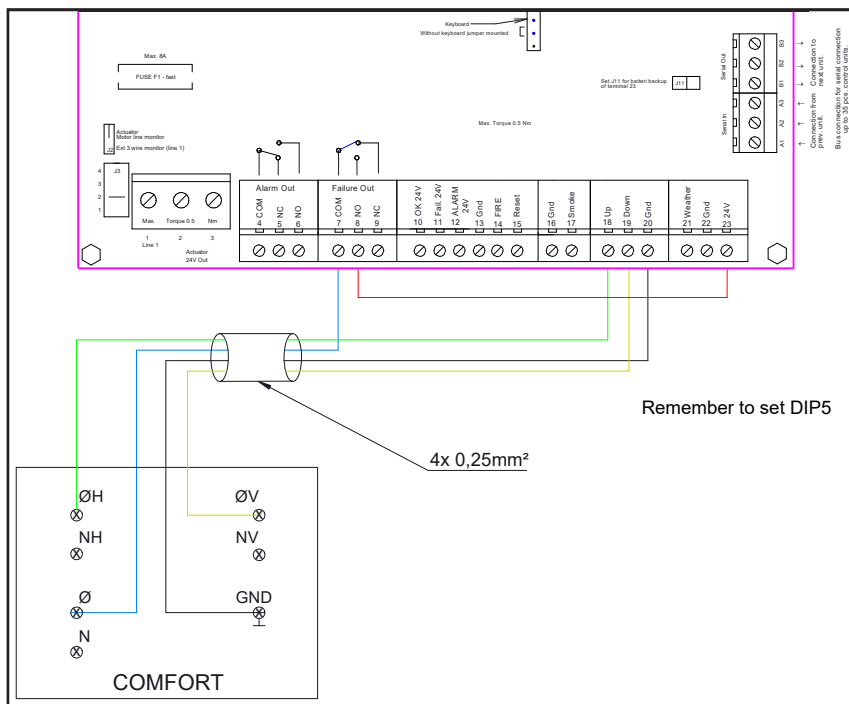 Keyboard
Without keyboard jumper mounted
Max. 8A
FUSE F1 - fast
Set J11 for batteri backup
of terminal 23
J11
Serial Out
Serial In
B3
B2
B1
A3
A2
A1
→
→
→
←
←
←
Connection to
next unit.
Connection from
prev. unit.
Bus connection for serial connection
up to 35 pcs. control units.
Max. Torque 0.5 Nm
Actuator
Motor line monitor
J2
Ext 3 wire monitor (line 1)
J3
4
3
2
1
Max.
Torque 0.5
Nm
1
2
3
Line 1
Actuator
24V Out
Alarm Out
4 COM
5 NC
6 NO
Failure Out
7 COM
8 NO
9 NC
10 OK 24V
11 Fail. 24V
12 ALARM
24V
13 Gnd
14 FIRE
15 Reset
16 Gnd
17 Smoke
18 Up
19 Down
20 Gnd
21 Weather
22 Gnd
23 24V
Remember to set DIP5
4x 0,25mm²
ØH
ØV
NH
NV
Ø
GND
N
COMFORT